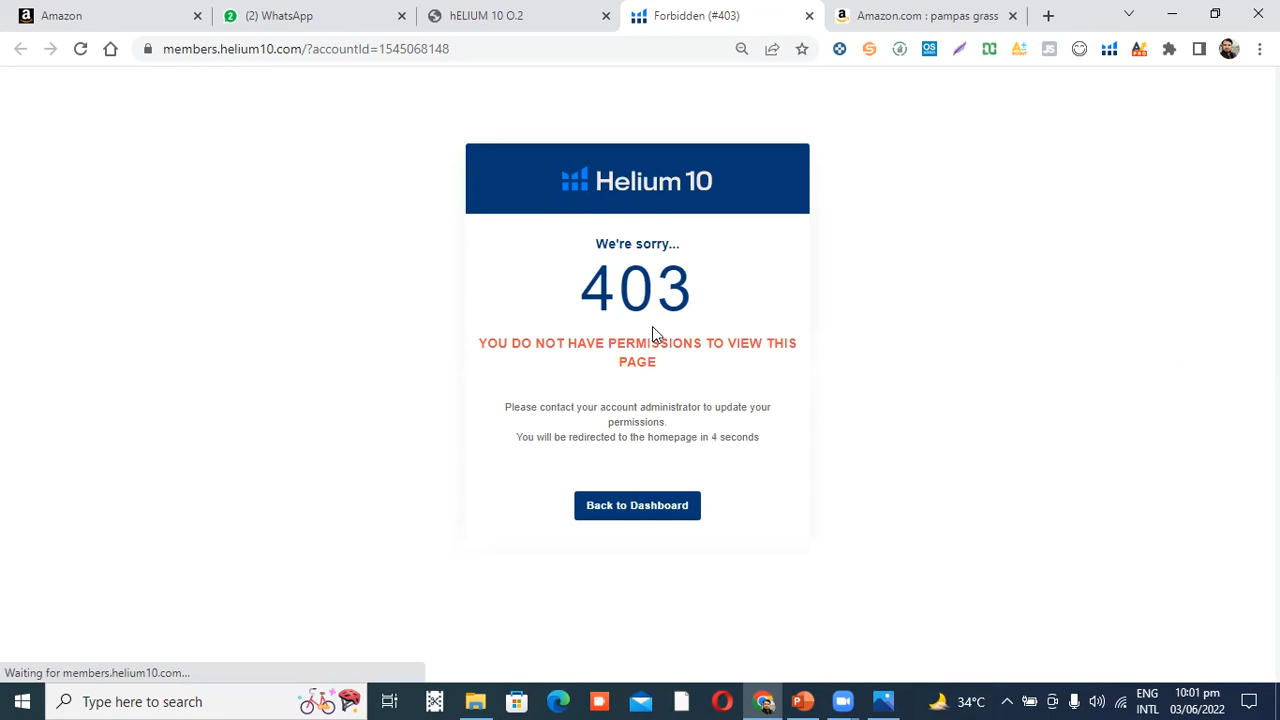 Amazon
(2) WhatsApp
hELIUM 10 O.2
Forbidden (#403)
Amazon.com : pampas grass
members.helium10.com/?accountId=1545068148
Helium 10
We're sorry...
403
YOU DO NOT HAVE PERMISSIONS TO VIEW THIS
PAGE
Please contact your account administrator to update your
permissions.
You will be redirected to the homepage in 4 seconds
Back to Dashboard
Waiting for members.helium10.com...
Type here to search
34°C
ENG
INTL
10:01 pm
03/06/2022